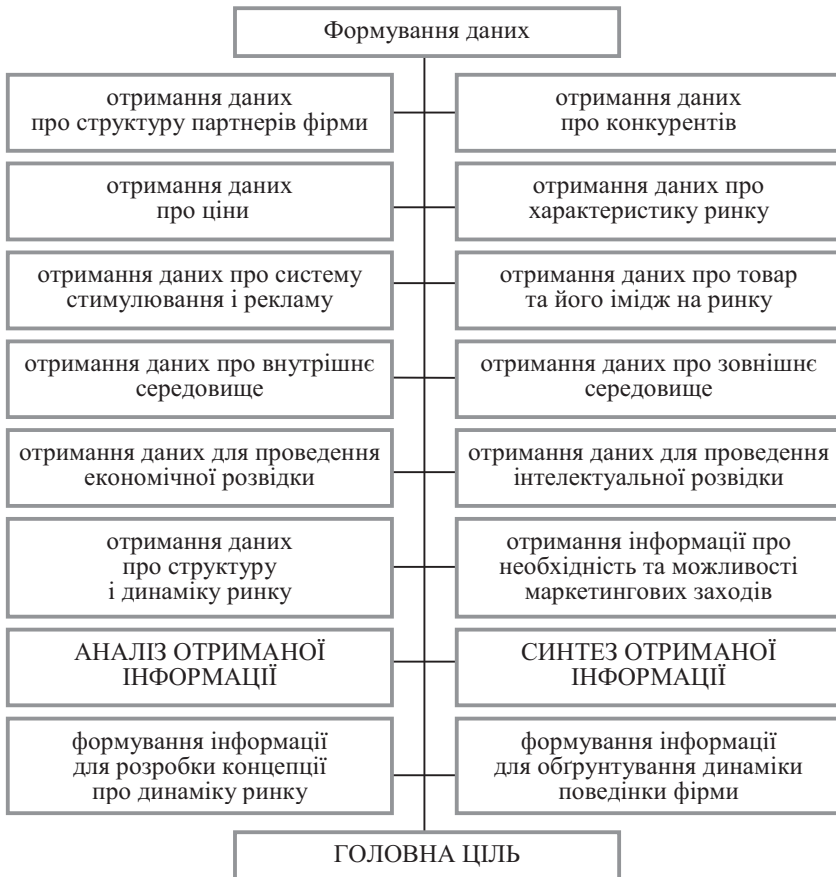 Формування даних
отримання даних
про структуру партнерів фірми
отримання даних
про конкурентів
отримання даних
про ціни
отримання даних про
характеристику ринку
отримання даних про систему
стимулювання і рекламу
отримання даних про товар
та його імідж на ринку
отримання даних про внутрішнє
середовище
отримання даних про зовнішнє
середовище
отримання даних для проведення
економічної розвідки
отримання даних для проведення
інтелектуальної розвідки
отримання даних
про структуру
і динаміку ринку
отримання інформації про
необхідність та можливості
маркетингових заходів
АНАЛІЗ ОТРИМАНОЇ
ІНФОРМАЦІЇ
СИНТЕЗ ОТРИМАНОЇ
ІНФОРМАЦІЇ
формування інформації
для розробки концепції
про динаміку ринку
формування інформації
для обґрунтування динаміки
поведінки фірми
ГОЛОВНА ЦІЛЬ